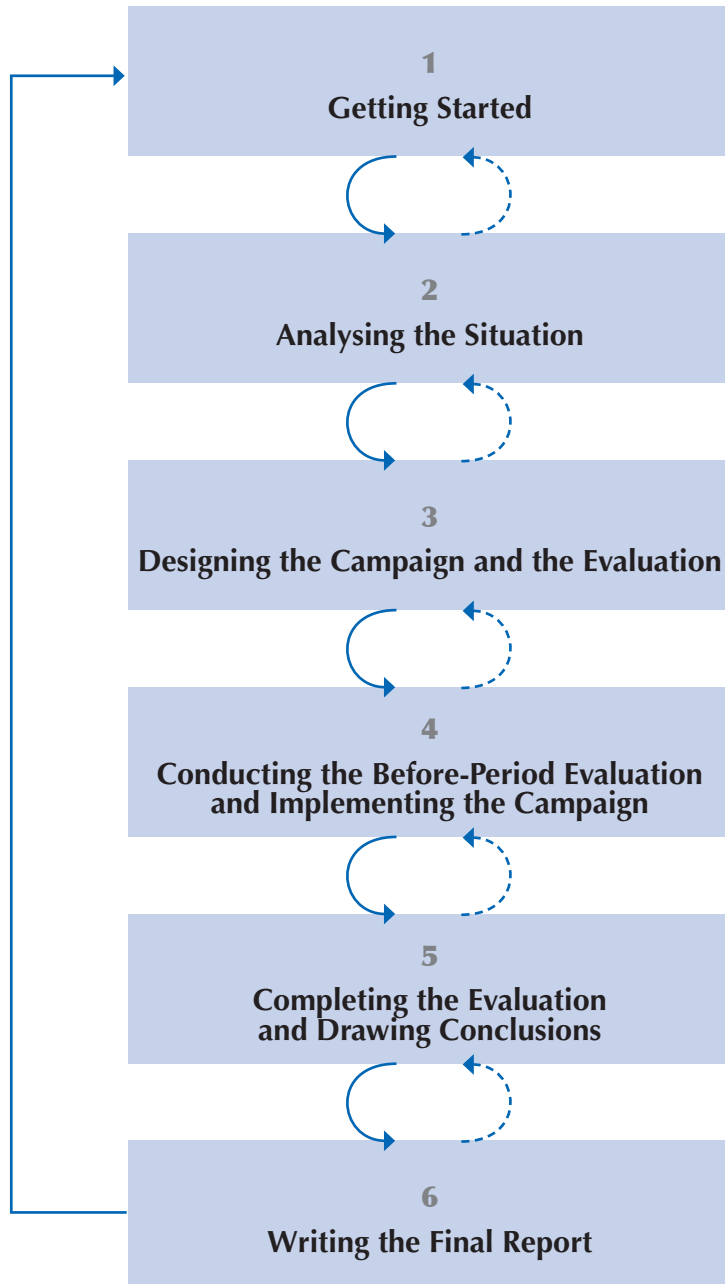 1
Getting Started
2
Analysing the Situation
3
Designing the Campaign and the Evaluation
4
Conducting the Before-Period Evaluation
and Implementing the Campaign
5
Completing the Evaluation
and Drawing Conclusions
6
Writing the Final Report